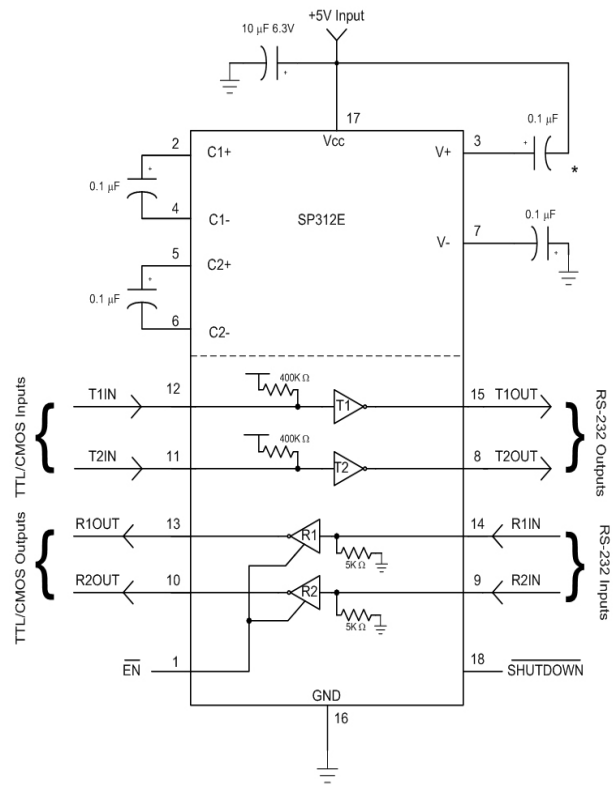 +5V Input
10 µF 6.3V
+
17
Vcc
2
C1+
V+
3
0.1 µF
+
*
+
0.1 µF
4
C1-
SP312E
0.1 µF
7
V-
+
5
C2+
+
0.1 µF
6
C2-
400K Ω
T1IN
12
T1
15
T1OUT
400K Ω
T2IN
11
T2
8
T2OUT
TTL/CMOS Inputs
RS-232 Outputs
R1OUT
13
R1
14
R1IN
5K Ω
R2OUT
10
R2
9
R2IN
5K Ω
TTL/CMOS Outputs
RS-232 Inputs
EN
1
18
SHUTDOWN
GND
16